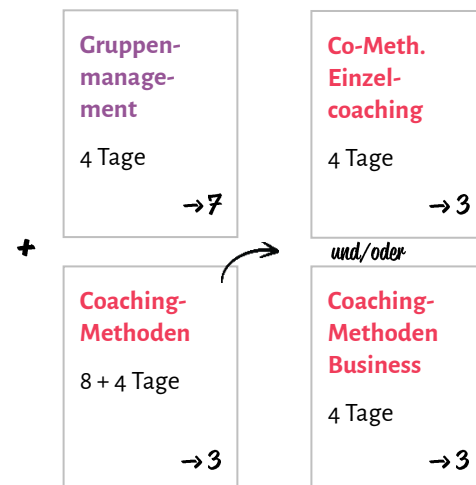 Gruppen-
manage-
ment
4 Tage
→7
Co-Meth.
Einzel-
coaching
4 Tage
→3
+
und/oder
Coaching-
Methoden
8 + 4 Tage
→3
Coaching-
Methoden
Business
4 Tage
→3